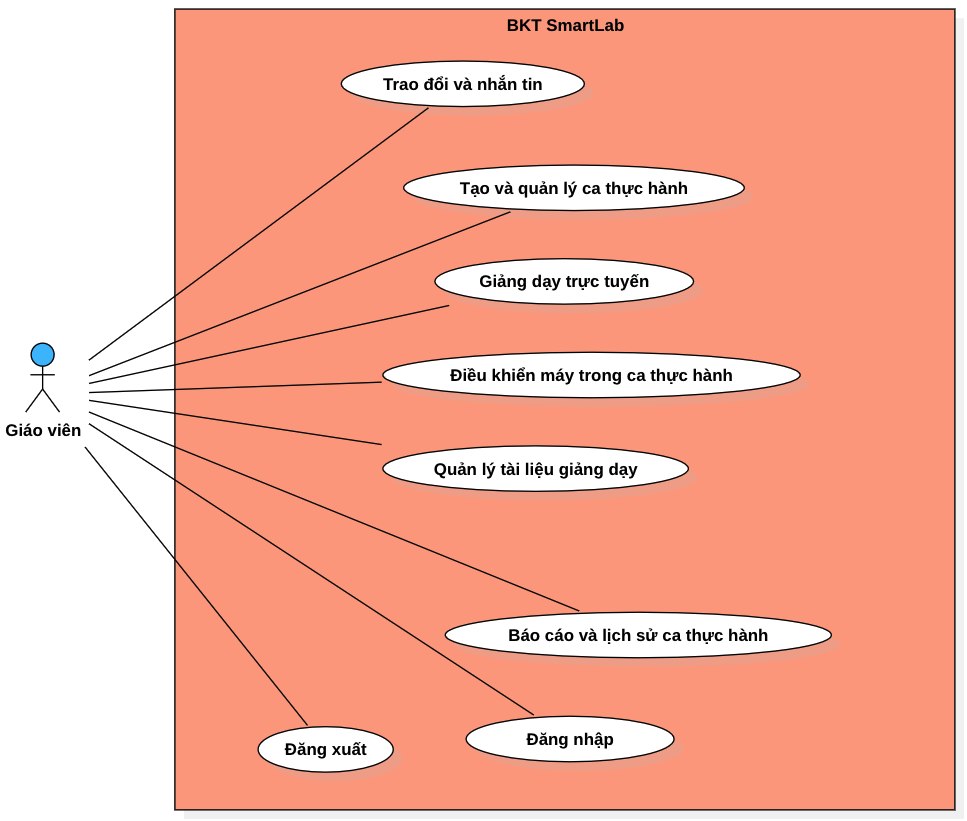 BKT SmartLab
Trao đổi và nhắn tin
Tạo và quản lý ca thực hành
Giảng dạy trực tuyến
Điều khiển máy trong ca thực hành
Giáo viên
Quản lý tài liệu giảng dạy
Báo cáo và lịch sử ca thực hành
Đăng nhập
Đăng xuất